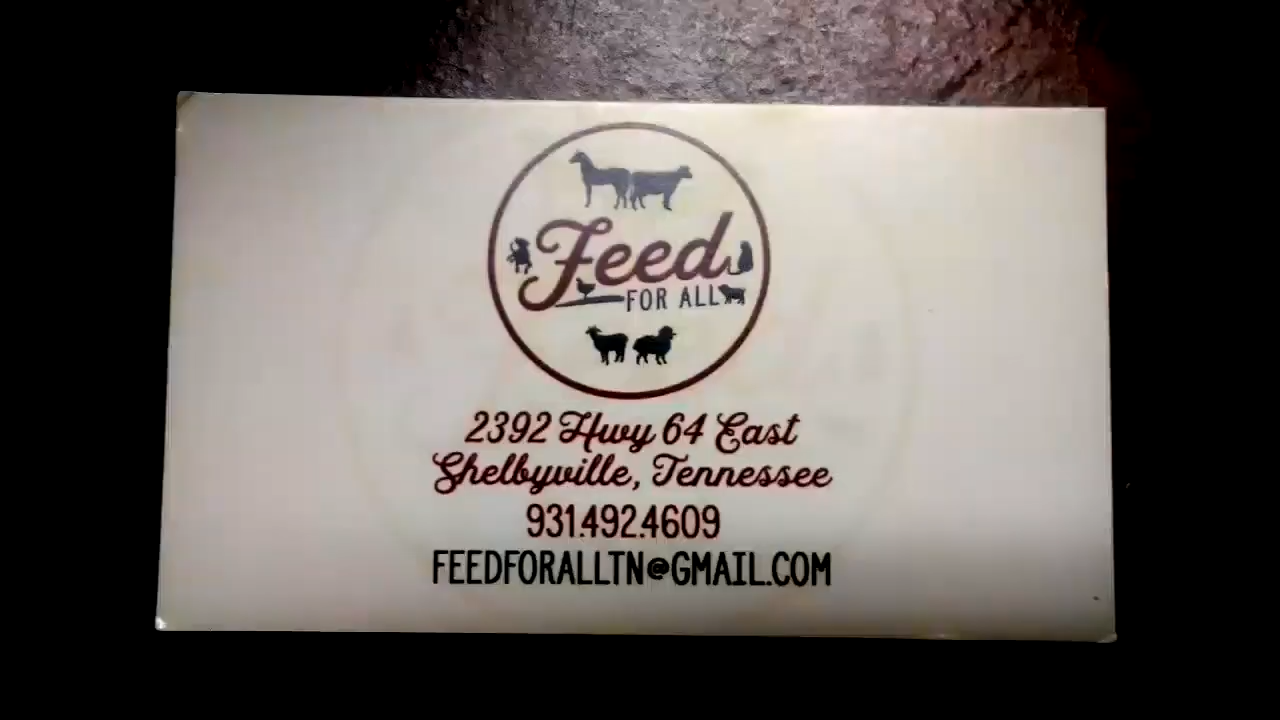 Feed
FOR ALL
2392 Hwy 64 East
Shelbyville, Tennessee
931.492.4609
FEEDFORALLTN@GMAIL.COM